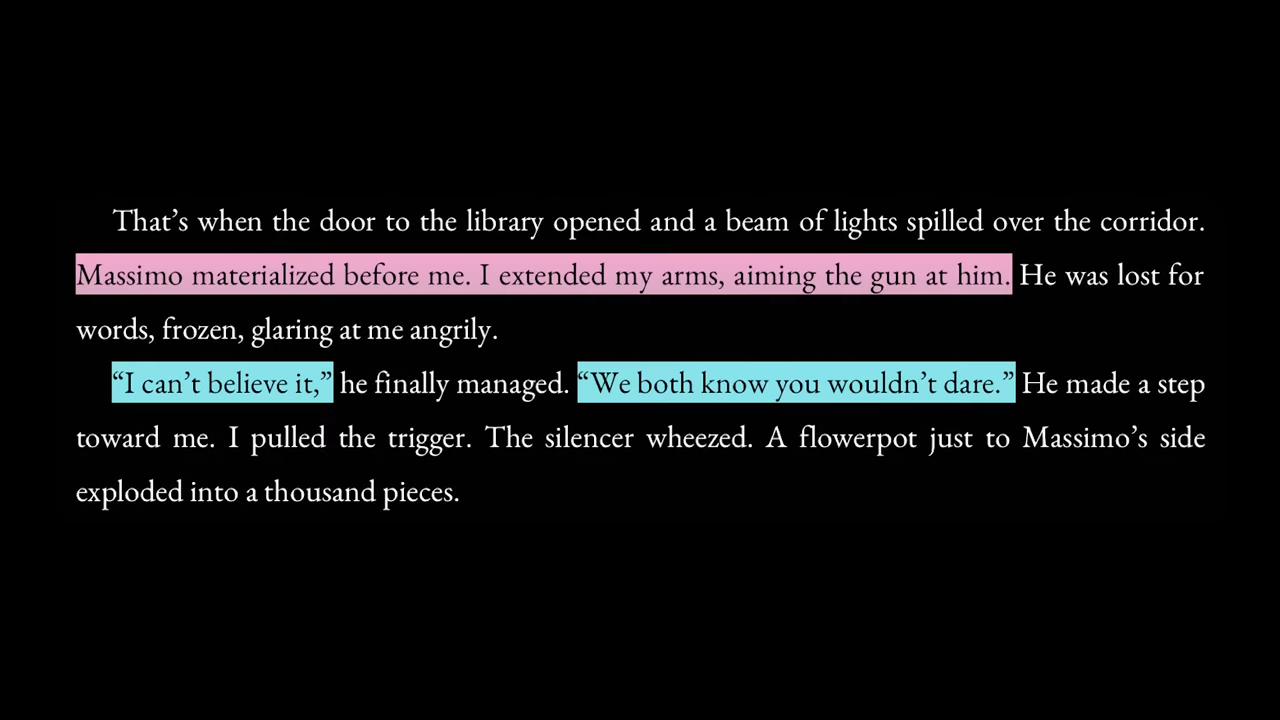 That’s when the door to the library opened and a beam of lights spilled over the corridor.
Massimo materialized before me. I extended my arms, aiming the gun at him. He was lost for
words, frozen, glaring at me angrily.
“I can’t believe it,” he finally managed. “We both know you wouldn’t dare.” He made a step
toward me. I pulled the trigger. The silencer wheezed. A flowerpot just to Massimo’s side
exploded into a thousand pieces.